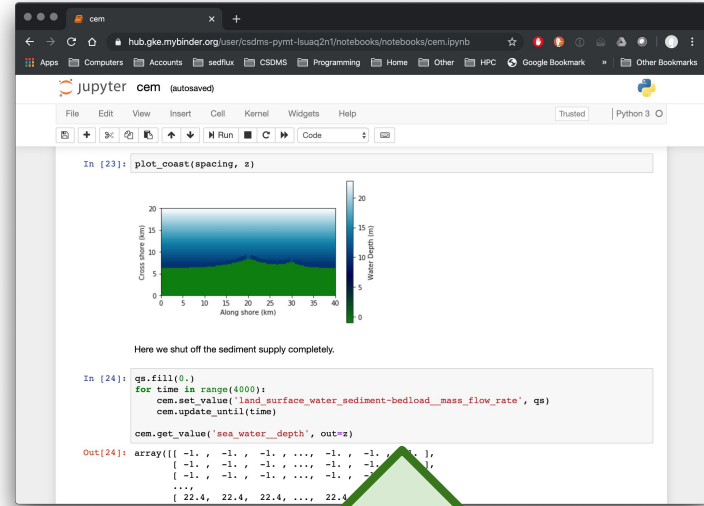 cem
hub.gke.mybinder.org/user/csdms-pymt-lsuaq2n1/notebooks/notebooks/cem.ipynb
Apps Computers Accounts sedflux CSDMS Programming Home Other HPC Google Bookmark » Other Bookmarks
jupyter cem (autosaved)
File Edit View Insert Cell Kernel Widgets Help Trusted Python 3
Run Code
In [23]: plot_coast(spacing, z)
20
15
10
5
0
Cross shore (km)
0 5 10 15 20 25 30 35 40
Along shore (km)
20
15
10
5
0
Water Depth (m)
Here we shut off the sediment supply completely.
In [24]: qs.fill(0.)
for time in range(4000):
cem.set_value('land_surface_water_sediment~bedload__mass_flow_rate', qs)
cem.update_until(time)
cem.get_value('sea_water__depth', out=z)
Out[24]: array([[ -1. , -1. , -1. , ..., -1. , -1. , ],
[ -1. , -1. , -1. , ..., -1. , -1. ],
[ -1. , -1. , -1. , ..., -1. ,
...,
[ 22.4, 22.4, 22.4, ..., 22.4